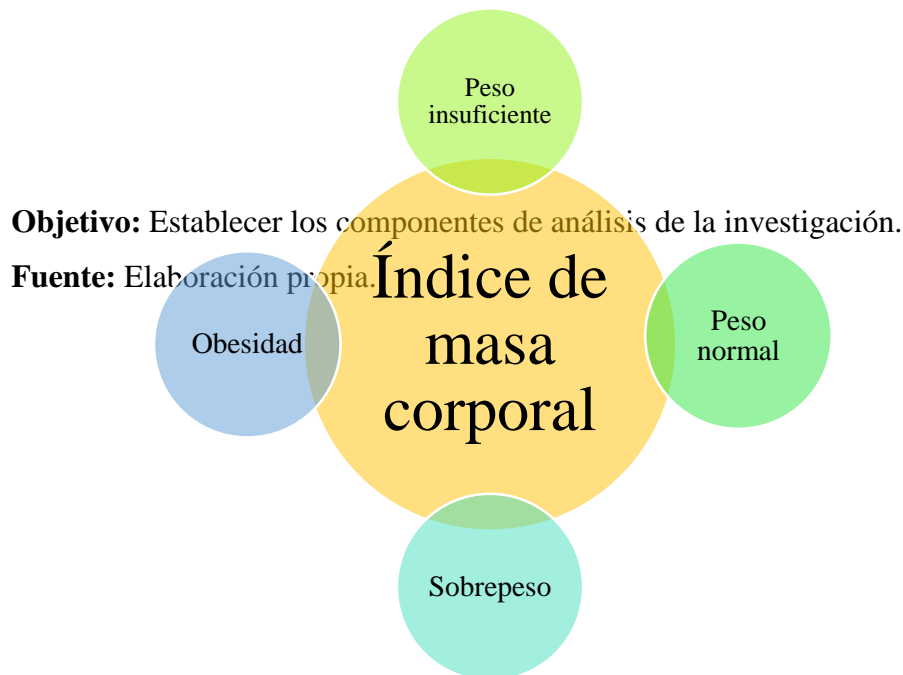 Peso
insuficiente
Objetivo: Establecer los componentes de análisis de la investigación.
Fuente: Elaboración propia.
Índice de
masa
corporal
Obesidad
Peso
normal
Sobrepeso